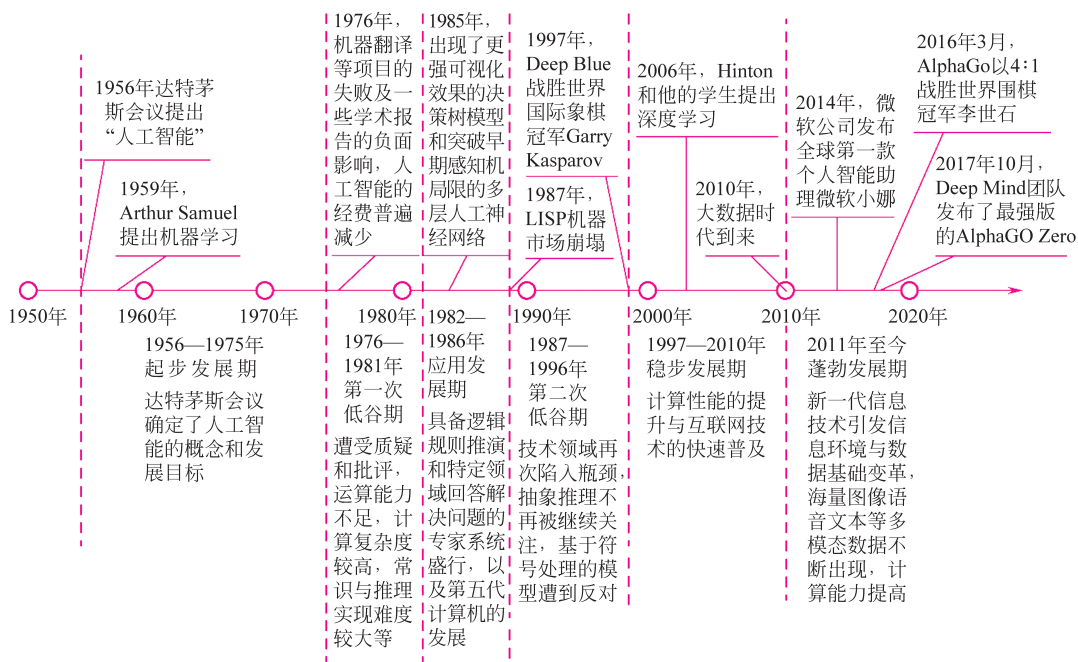 1956年达特茅
斯会议提出
“人工智能”
1959年，
Arthur Samuel
提出机器学习
1976年，
机器翻译
等项目的
失败及一
些学术报
告的负面
影响，人
工智能的
经费普遍
减少
1985年，
出现了更
强可视化
效果的决
策树模型
和突破早
期感知机
局限的多
层人工神
经网络
1997年，
Deep Blue
战胜世界
国际象棋
冠军Garry
Kasparov
1987年，
LISP机器
市场崩塌
2006年，Hinton
和他的学生提出
深度学习
2010年，
大数据时
代到来
2014年，微
软公司发布
全球第一款
个人智能助
理微软小娜
2016年3月，
AlphaGo以4∶1
战胜世界围棋
冠军李世石
2017年10月，
Deep Mind团队
发布了最强版
的AlphaGO Zero
1950年
1960年
1970年
1980年
1990年
2000年
2010年
2020年
1956—1975年
起步发展期
达特茅斯会议
确定了人工智
能的概念和发
展目标
1976—
1981年
第一次
低谷期
遭受质疑
和批评，
运算能力
不足，计
算复杂度
较高，常
识与推理
实现难度
较大等
1982—
1986年
应用发
展期
具备逻辑
规则推演
和特定领
域回答解
决问题的
专家系统
盛行，以
及第五代
计算机的
发展
1987—
1996年
第二次
低谷期
技术领域再
次陷入瓶颈，
抽象推理不
再被继续关
注，基于符
号处理的模
型遭到反对
1997—2010年
稳步发展期
计算性能的提
升与互联网技
术的快速普及
2011年至今
蓬勃发展期
新一代信息
技术引发信
息环境与数
据基础变革，
海量图像语
音文本等多
模态数据不
断出现，计
算能力提高